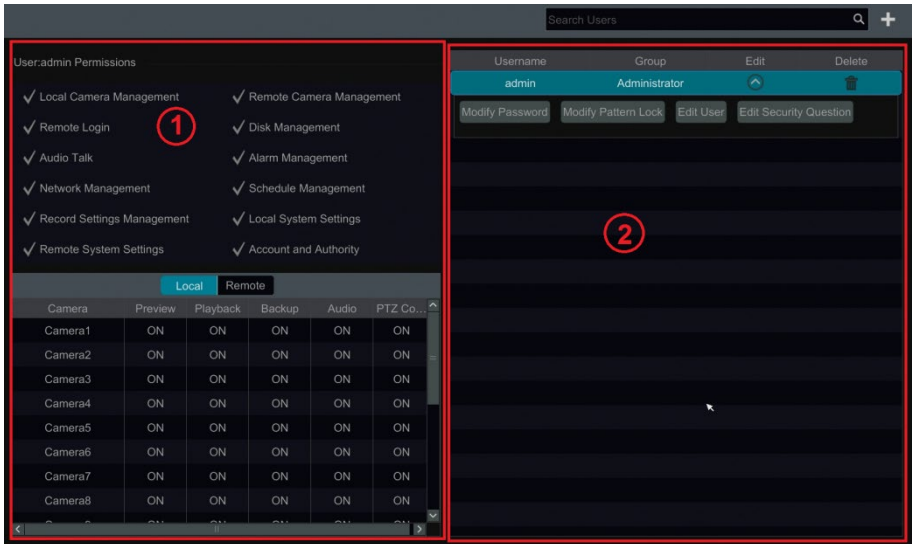 Search Users
User:admin Permissions
Local Camera Management Remote Camera Management
Remote Login Disk Management
Audio Talk Alarm Management
Network Management Schedule Management
Record Settings Management Local System Settings
Remote System Settings Account and Authority
1
Local Remote
Camera Preview Playback Backup Audio PTZ Co...
Camera1 ON ON ON ON ON
Camera2 ON ON ON ON ON
Camera3 ON ON ON ON ON
Camera4 ON ON ON ON ON
Camera5 ON ON ON ON ON
Camera6 ON ON ON ON ON
Camera7 ON ON ON ON ON
Camera8 ON ON ON ON ON
Username Group Edit Delete
admin Administrator
Modify Password Modify Pattern Lock Edit User Edit Security Question
2